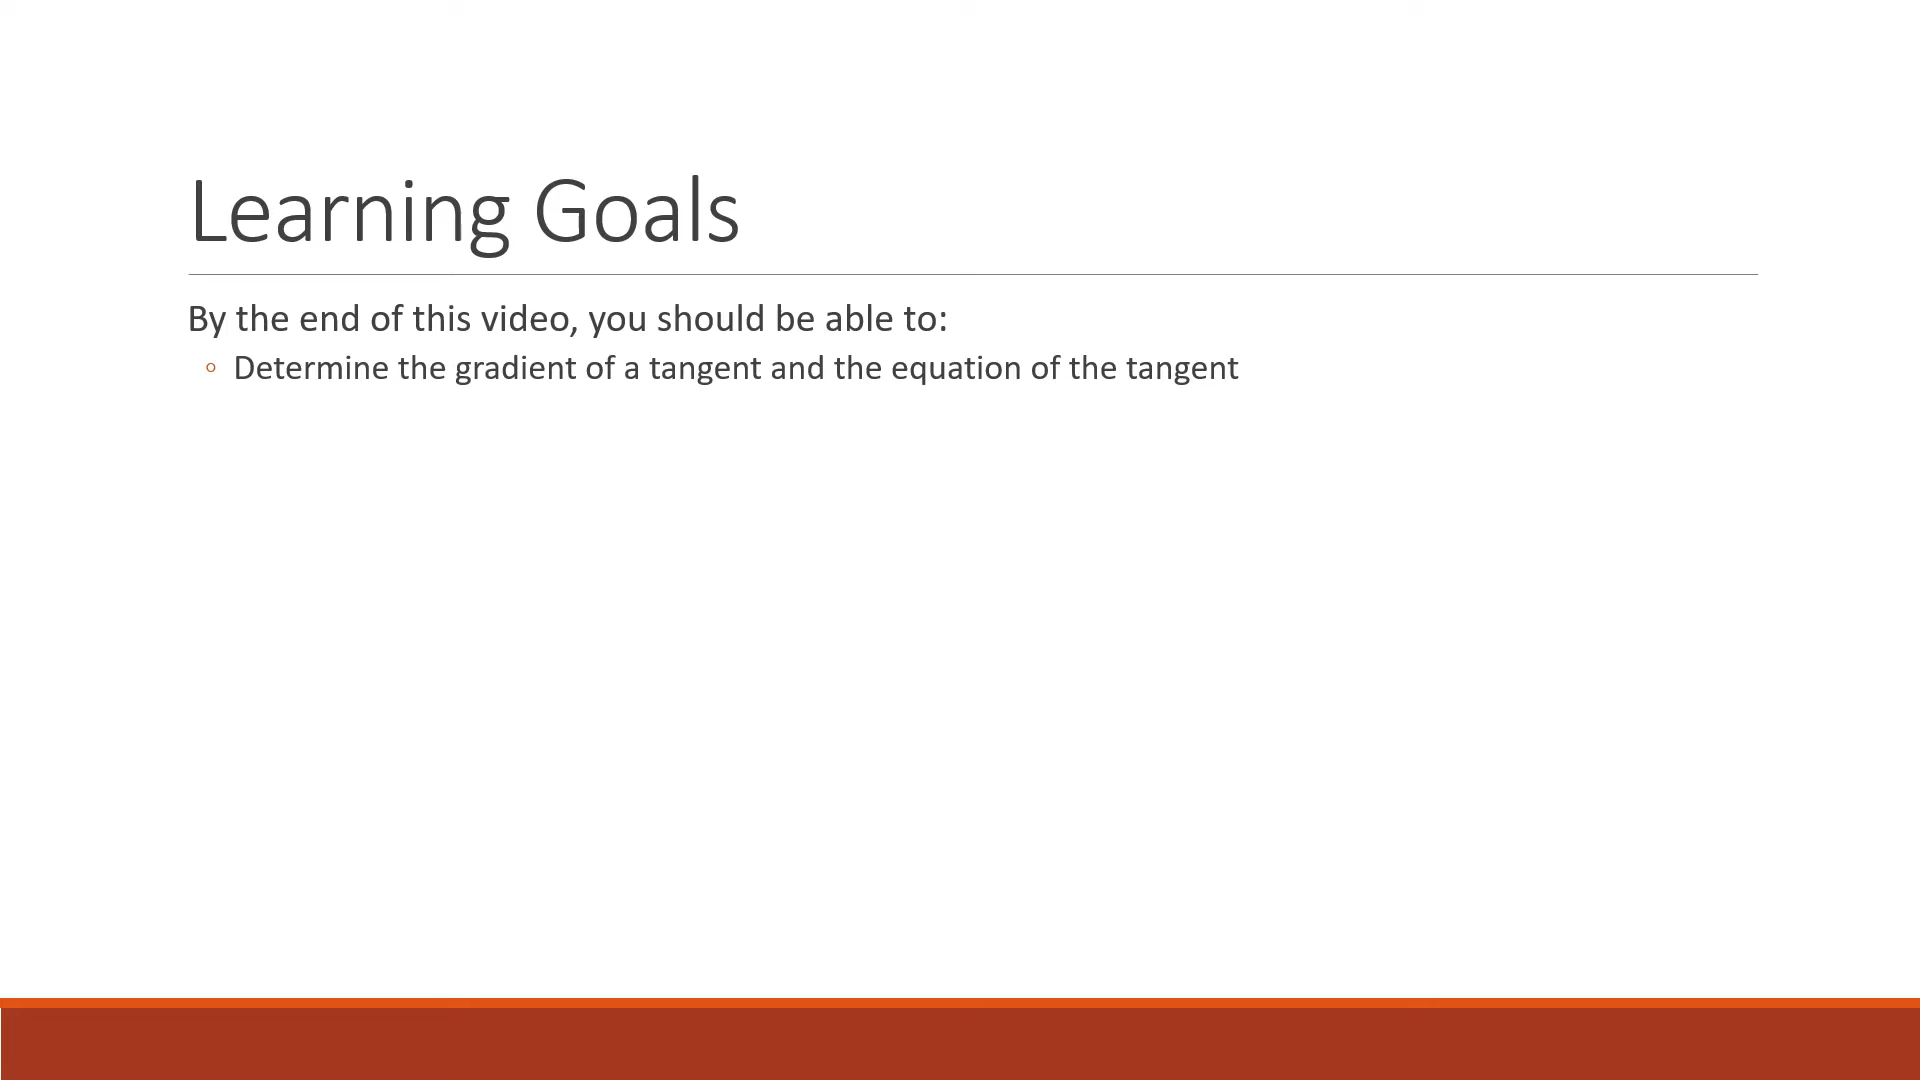 Learning Goals
By the end of this video, you should be able to:
◦ Determine the gradient of a tangent and the equation of the tangent